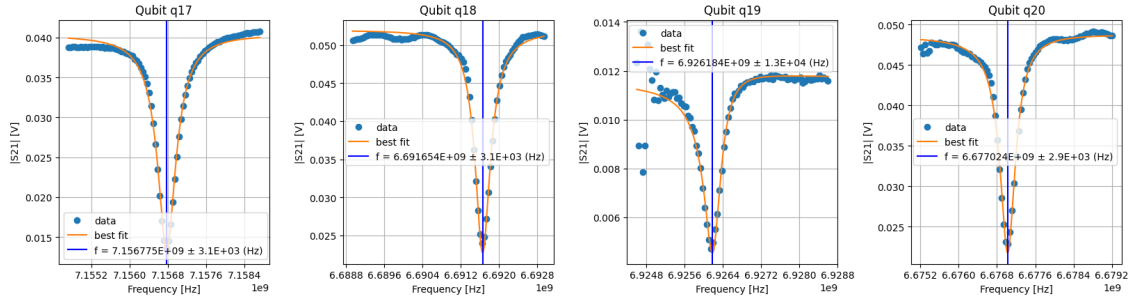 Qubit q17
0.040
0.035
0.030
0.025
0.020
0.015
|S21| [V]
data
best fit
f = 7.156775E+09 ± 3.1E+03 (Hz)
7.1552 7.1560 7.1568 7.1576 7.1584
Frequency [Hz]
1e9
Qubit q18
0.050
0.045
0.040
0.035
0.030
0.025
|S21| [V]
data
best fit
f = 6.691654E+09 ± 3.1E+03 (Hz)
6.6888 6.6896 6.6904 6.6912 6.6920 6.6928
Frequency [Hz]
1e9
Qubit q19
0.014
0.012
0.010
0.008
0.006
|S21| [V]
data
best fit
f = 6.926184E+09 ± 1.3E+04 (Hz)
6.9248 6.9256 6.9264 6.9272 6.9280 6.9288
Frequency [Hz]
1e9
Qubit q20
0.050
0.045
0.040
0.035
0.030
0.025
|S21| [V]
data
best fit
f = 6.677024E+09 ± 2.9E+03 (Hz)
6.6752 6.6760 6.6768 6.6776 6.6784 6.6792
Frequency [Hz]
1e9